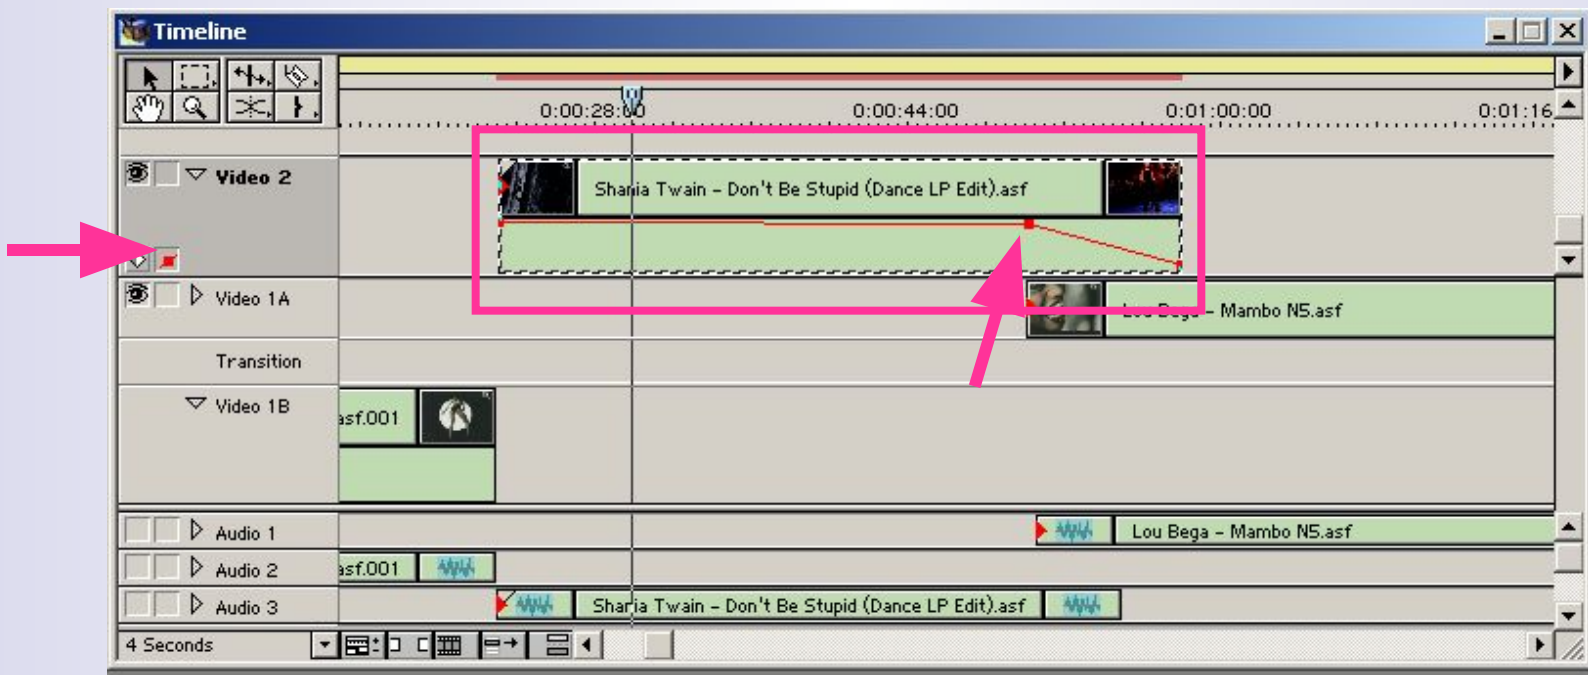 Timeline
0:00:28:00 0:00:44:00 0:01:00:00 0:01:16
Video 2
Shania Twain - Don't Be Stupid (Dance LP Edit).asf
Video 1A
Lou Bega - Mambo N5.asf
Transition
Video 1B
asf.001
Audio 1
Lou Bega - Mambo N5.asf
Audio 2
asf.001
Audio 3
Shania Twain - Don't Be Stupid (Dance LP Edit).asf
4 Seconds